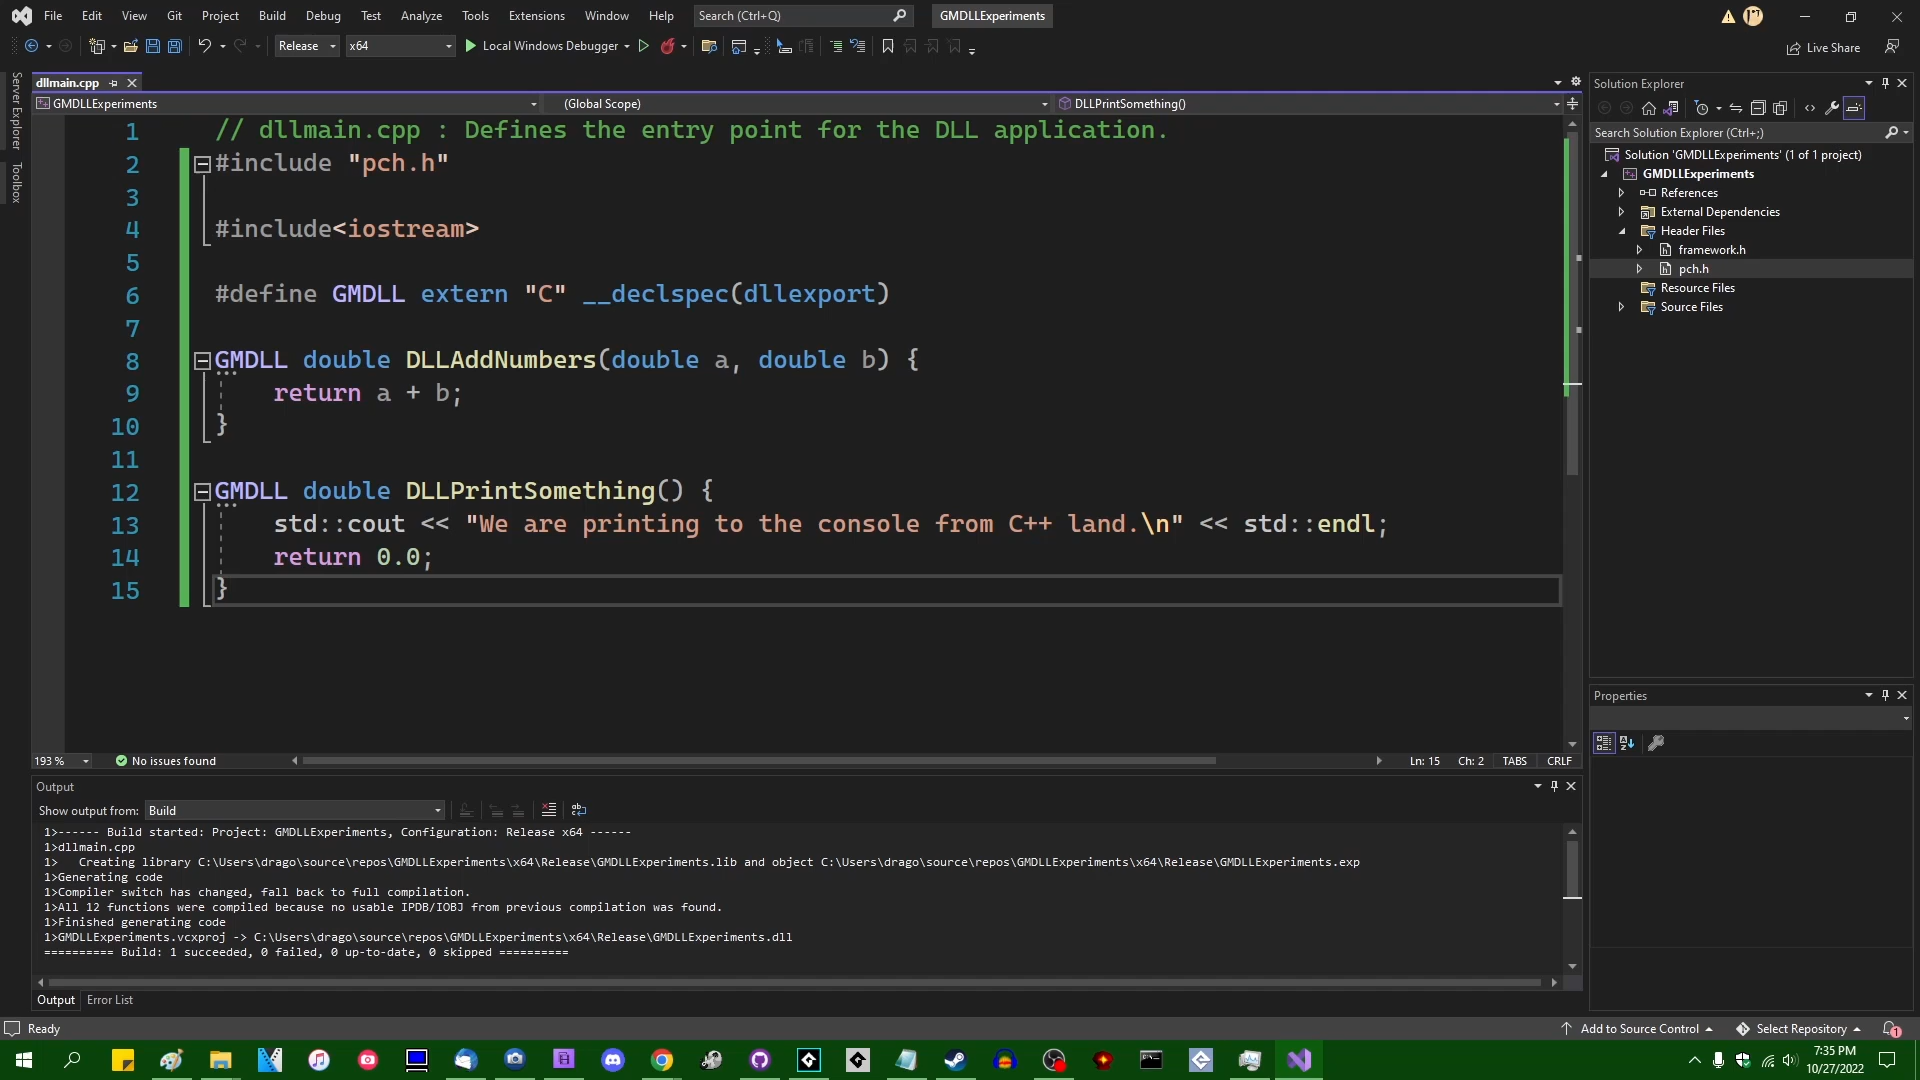 File Edit View Git Project Build Debug Test Analyze Tools Extensions Window Help Search (Ctrl+Q) GMDLLExperiments
Release x64 Local Windows Debugger Live Share
Server Explorer
Toolbox
dllmain.cpp
GMDLLExperiments (Global Scope) DLLPrintSomething()
1 // dllmain.cpp : Defines the entry point for the DLL application.
2 #include "pch.h"
3
4 #include<iostream>
5
6 #define GMDLL extern "C" __declspec(dllexport)
7
8 GMDLL double DLLAddNumbers(double a, double b) {
9 return a + b;
10 }
11
12 GMDLL double DLLPrintSomething() {
13 std::cout << "We are printing to the console from C++ land.\n" << std::endl;
14 return 0.0;
15 }
193 % No issues found Ln: 15 Ch: 2 TABS CRLF
Output
Show output from: Build
1>------ Build started: Project: GMDLLExperiments, Configuration: Release x64 ------
1>dllmain.cpp
1>   Creating library C:\Users\drago\source\repos\GMDLLExperiments\x64\Release\GMDLLExperiments.lib and object C:\Users\drago\source\repos\GMDLLExperiments\x64\Release\GMDLLExperiments.exp
1>Generating code
1>Compiler switch has changed, fall back to full compilation.
1>All 12 functions were compiled because no usable IPDB/IOBJ from previous compilation was found.
1>Finished generating code
1>GMDLLExperiments.vcxproj -> C:\Users\drago\source\repos\GMDLLExperiments\x64\Release\GMDLLExperiments.dll
========== Build: 1 succeeded, 0 failed, 0 up-to-date, 0 skipped ==========
Output Error List
Solution Explorer
Search Solution Explorer (Ctrl+;)
Solution 'GMDLLExperiments' (1 of 1 project)
GMDLLExperiments
References
External Dependencies
Header Files
framework.h
pch.h
Resource Files
Source Files
Properties
Ready Add to Source Control Select Repository 1
7:35 PM
10/27/2022